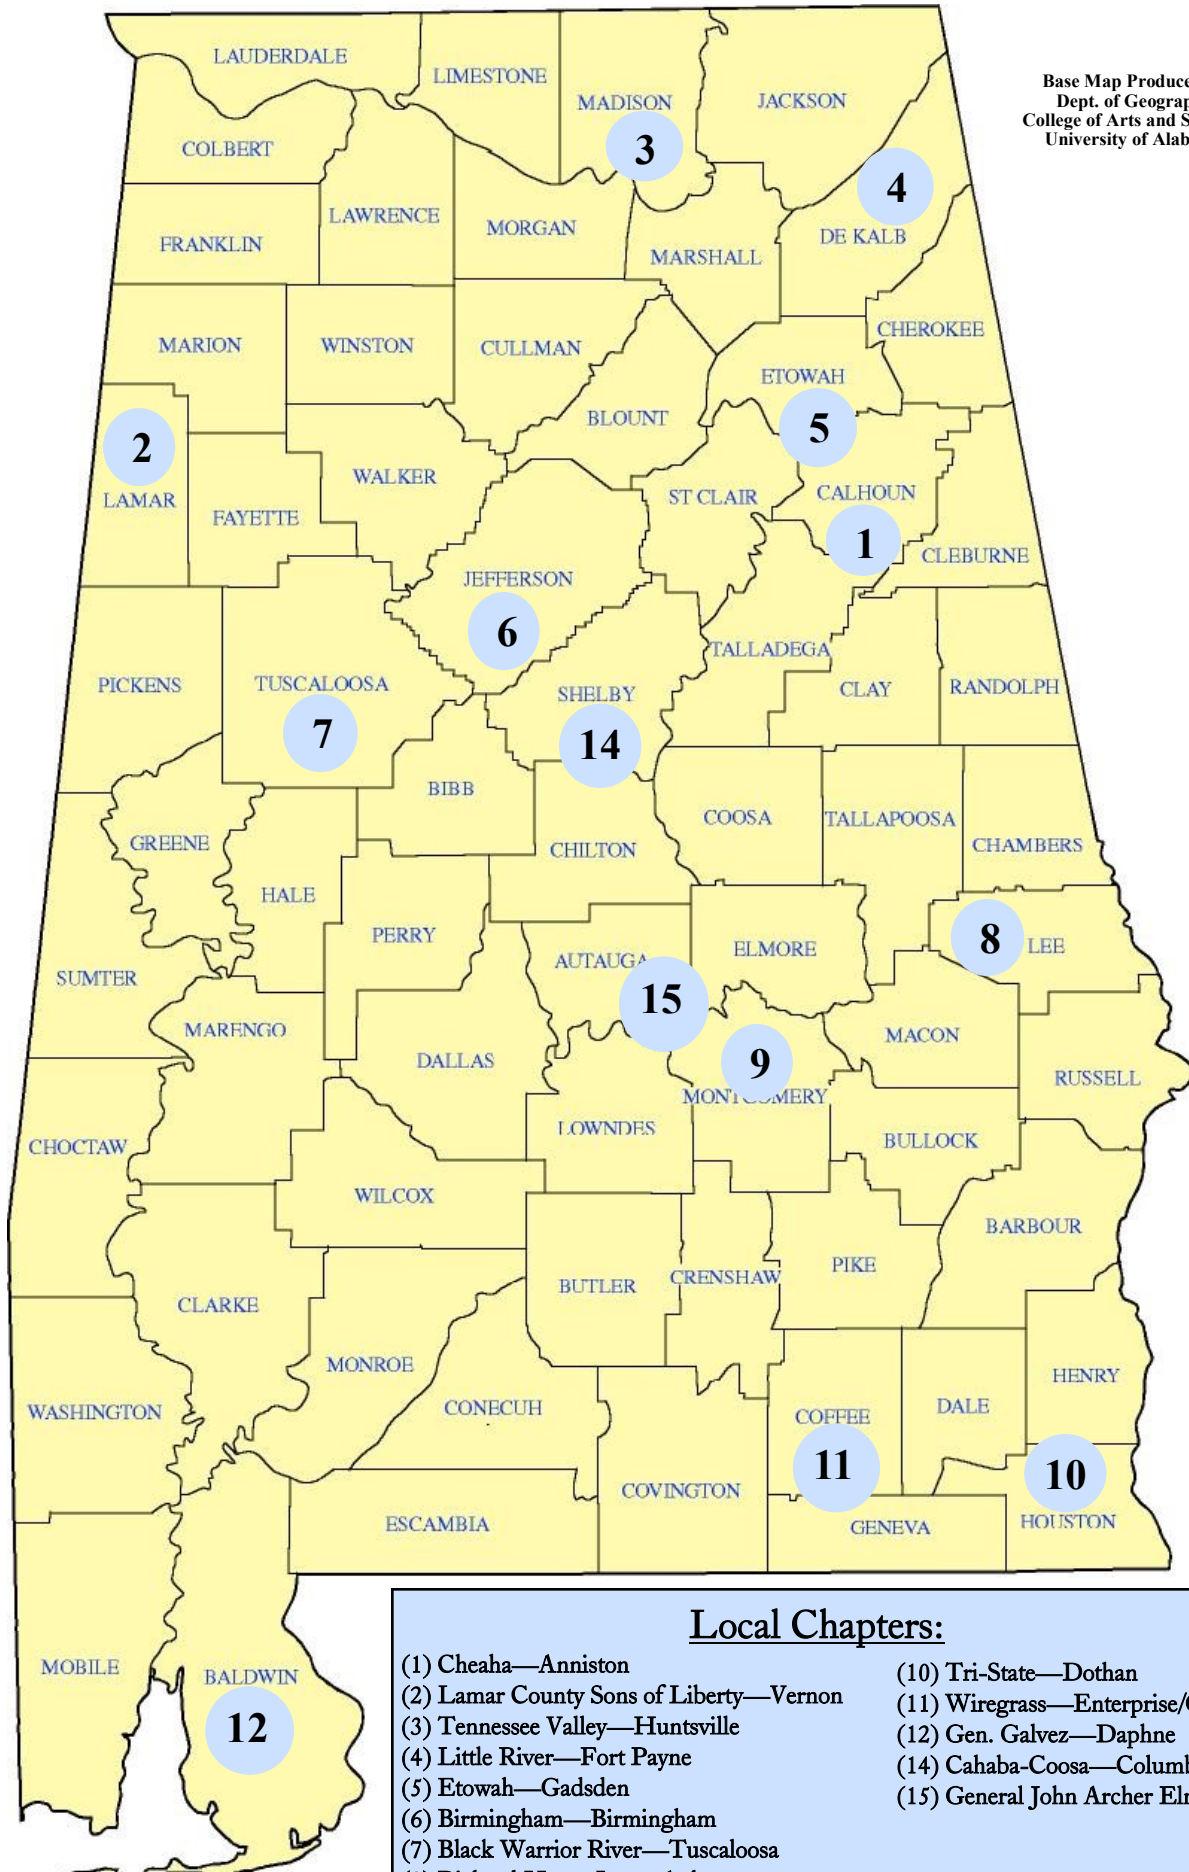 Base Map Produce
Dept. of Geograp
College of Arts and S
University of Alab
LAUDERDALE
LIMESTONE
MADISON
JACKSON
3
COLBERT
4
LAWRENCE
MORGAN
DE KALB
FRANKLIN
MARSHALL
CHEROKEE
MARION
WINSTON
CULLMAN
ETOWAH
BLOUNT
5
2
WALKER
LAMAR
ST CLAIR
CALHOUN
FAYETTE
1
CLEBURNE
JEFFERSON
6
TALLADEGA
PICKENS
TUSCALOOSA
SHELBY
CLAY
RANDOLPH
7
14
BIBB
COOSA
TALLAPOOSA
GREENE
CHILTON
CHAMBERS
HALE
PERRY
8
LEE
AUTAUGA
ELMORE
SUMTER
15
MARENGO
MACON
DALLAS
9
RUSSELL
MONTGOMERY
LOWNDES
CHOCTAW
BULLOCK
WILCOX
BARBOUR
PIKE
BUTLER
CRENSHAW
CLARKE
MONROE
HENRY
CONECUH
DALE
WASHINGTON
COFFEE
11
10
COVINGTON
ESCAMBIA
GENEVA
HOUSTON
MOBILE
BALDWIN
12
Local Chapters:
(1) Cheaha—Anniston
(2) Lamar County Sons of Liberty—Vernon
(3) Tennessee Valley—Huntsville
(4) Little River—Fort Payne
(5) Etowah—Gadsden
(6) Birmingham—Birmingham
(7) Black Warrior River—Tuscaloosa
(10) Tri-State—Dothan
(11) Wiregrass—Enterprise/
(12) Gen. Galvez—Daphne
(14) Cahaba-Coosa—Columb
(15) General John Archer Elm